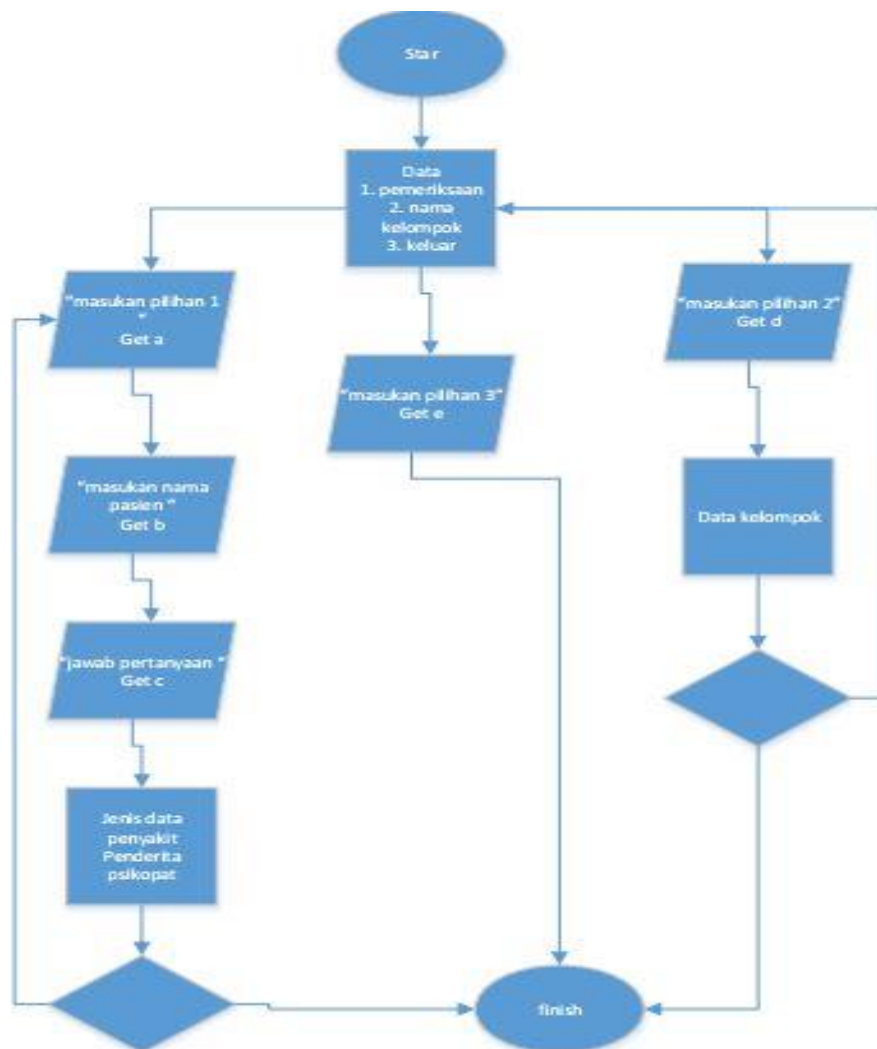 Star
Data
1. pemeriksaan
2. nama
kelompok
3. keluar
"masukan pilihan 1
"
Get a
"masukan pilihan 3"
Get e
"masukan pilihan 2"
Get d
"masukan nama
pasien "
Get b
Data kelompok
"jawab pertanyaan "
Get c
Jenis data
penyakit
Penderita
psikopat
finish